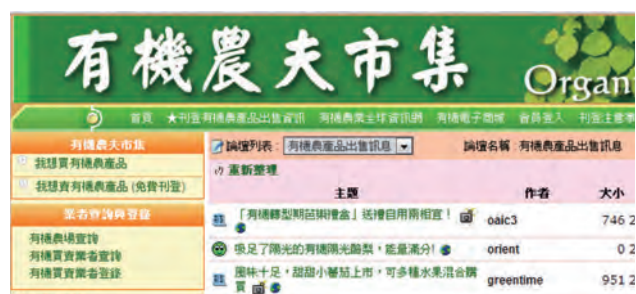 有機農夫市集
Organ
首頁 ★刊登有機農產品出售資訊 有機農業全球資訊網 有機電子商城 會員登入 刊登注意事
有機農夫市集
我想買有機農產品
我想賣有機農產品 (免費刊登)
業者查詢與登錄
有機農場查詢
有機買賣業者查詢
有機買賣業者登錄
論壇列表： 有機農產品出售訊息 論壇名稱 有機農產品出售訊息
重新整理
主題 作者 大小
「有機轉型期芭樂禮盒」送禮自用兩相宜！ oaic3 746 2
吸足了陽光的有機陽光酪梨，能量滿分! orient 0 2
風味十足，甜甜小蕃茄上市，可多種水果混合購
買 greentime 951 2